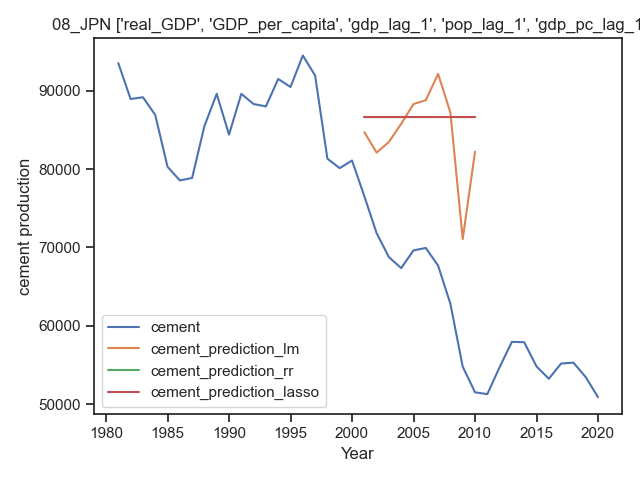 08_JPN ['real_GDP', 'GDP_per_capita', 'gdp_lag_1', 'pop_lag_1', 'gdp_pc_lag_1
90000
80000
70000
60000
50000
cement production
cement
cement_prediction_lm
cement_prediction_rr
cement_prediction_lasso
1980 1985 1990 1995 2000 2005 2010 2015 2020
Year